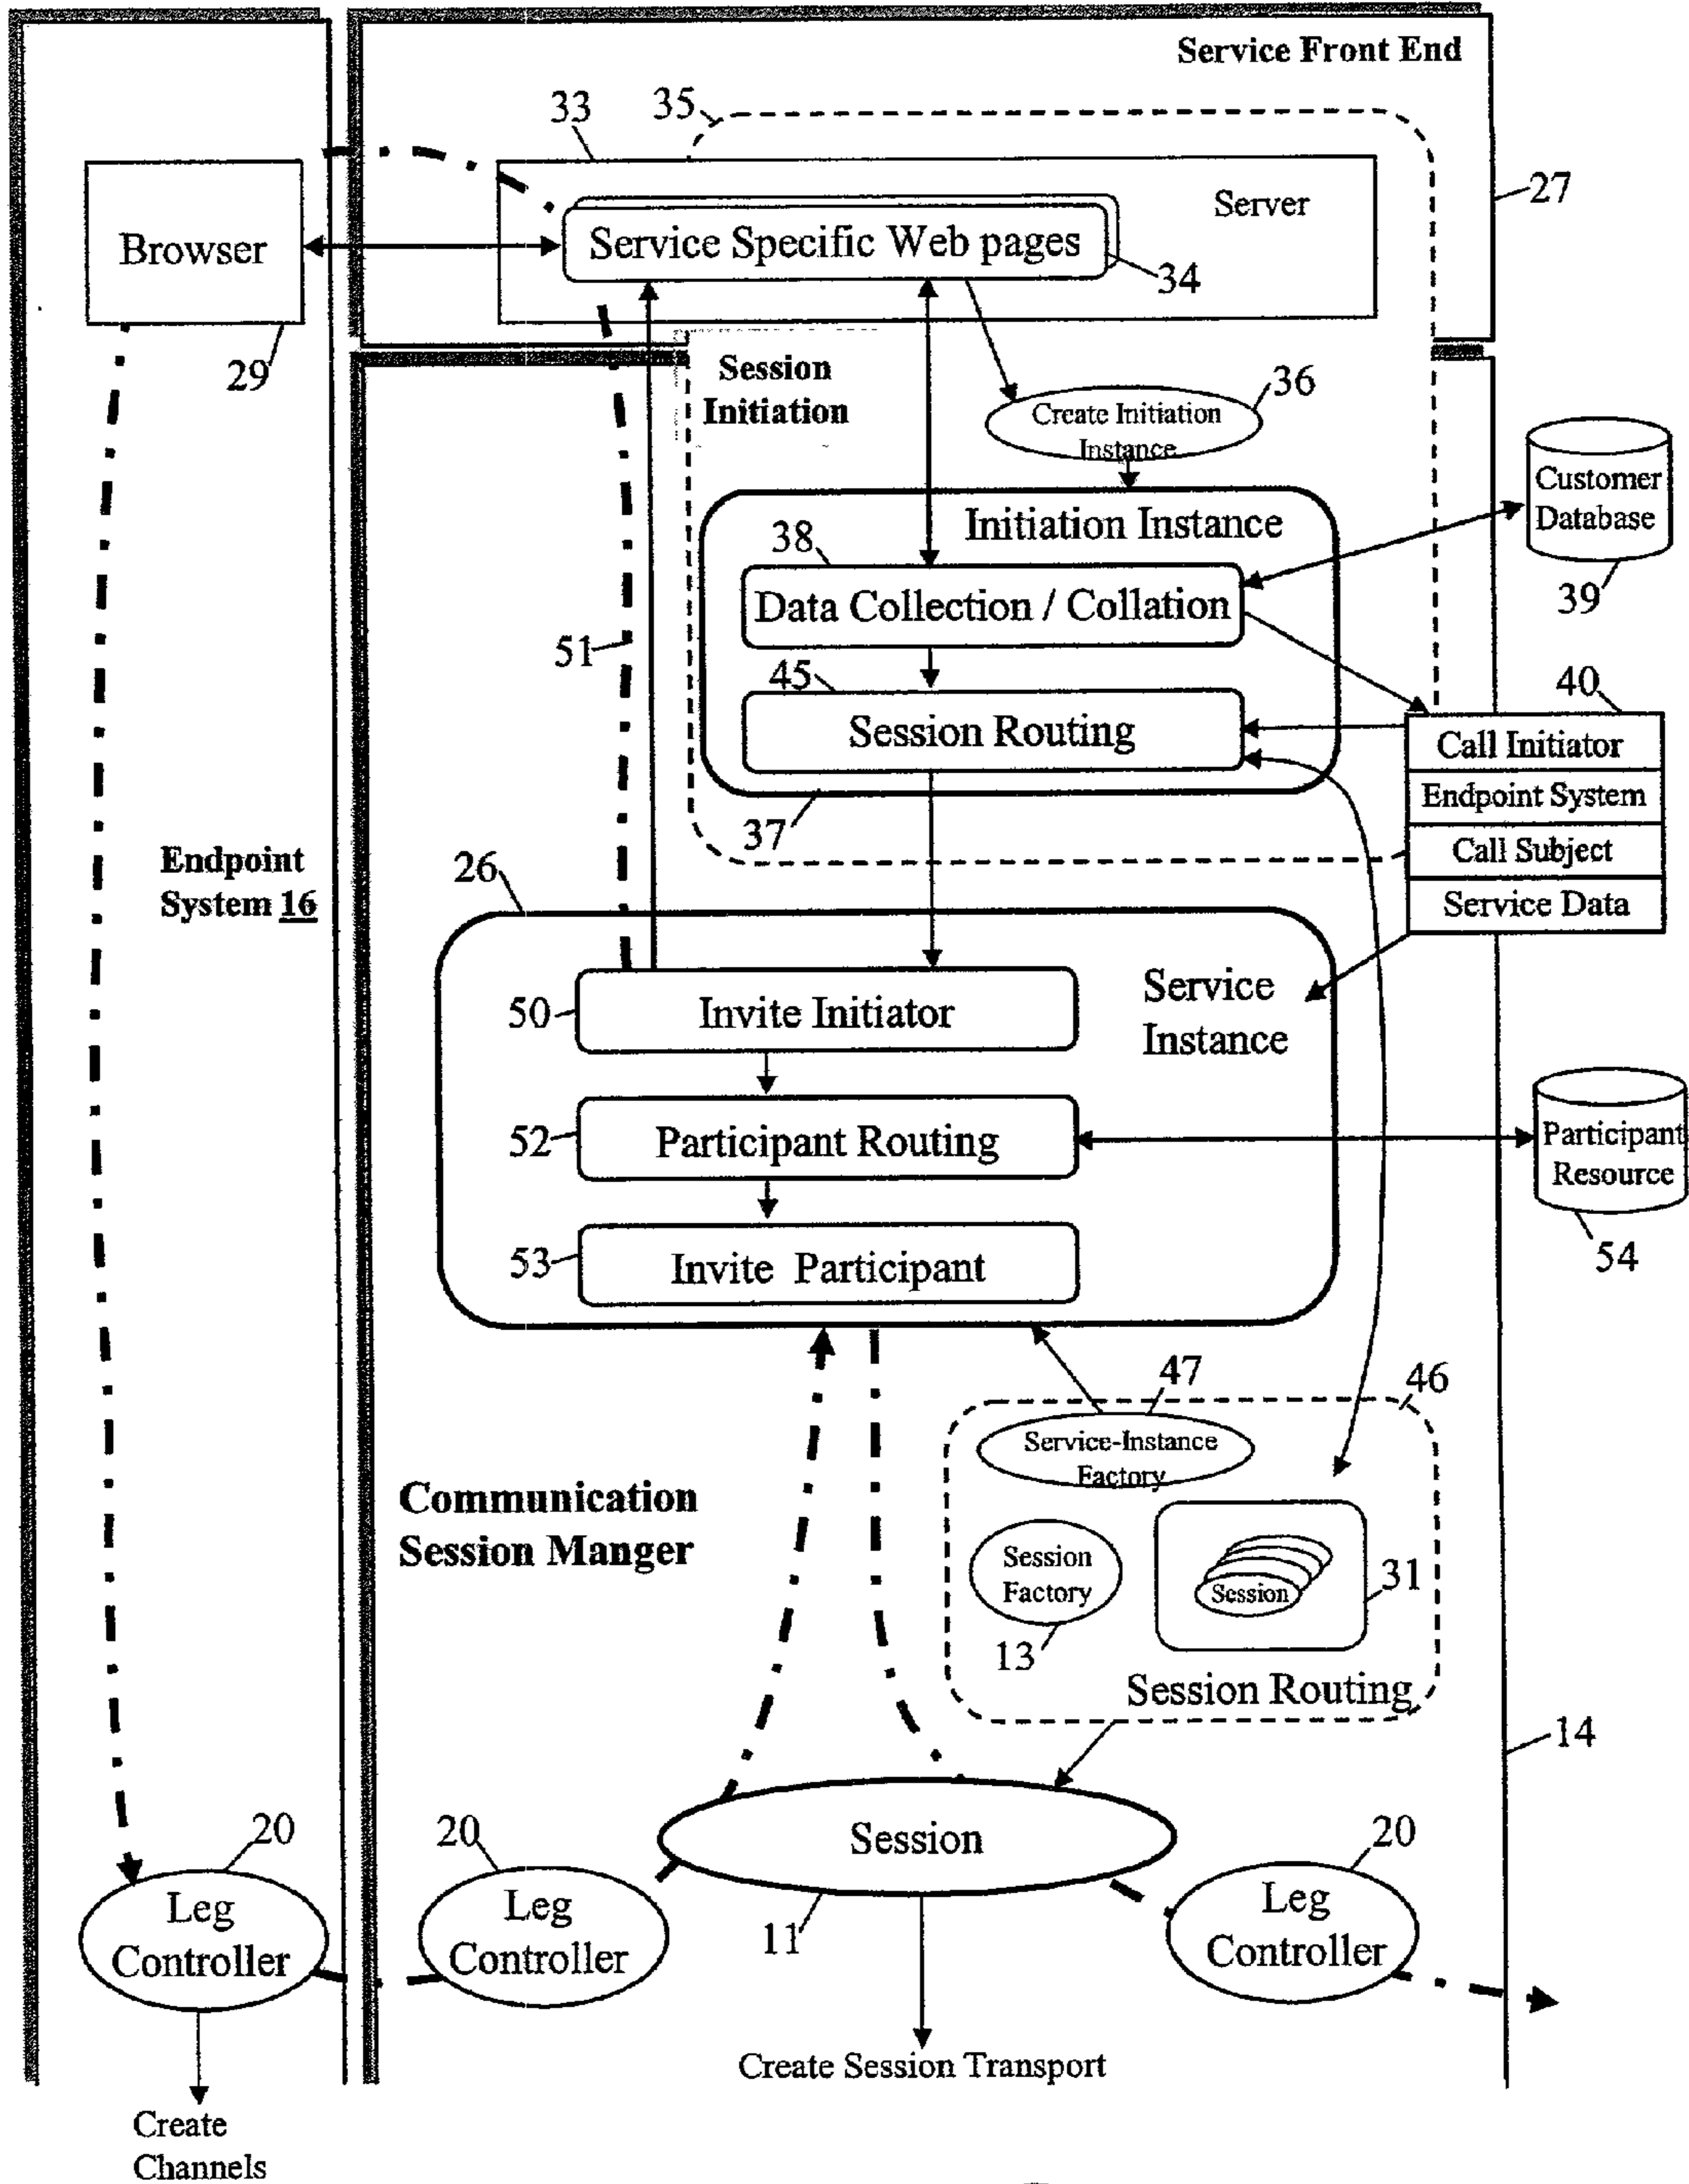 Service Front End
33
35
27
Server
Browser
Service Specific Web pages
34
29
Session
Initiation
36
Create Initiation
Instance
Customer
Database
39
Initiation Instance
38
Data Collection / Collation
51
45
Session Routing
37
40
Call Initiator
Endpoint System
Call Subject
Service Data
Endpoint
System 16
26
Service
Instance
50
Invite Initiator
52
Participant Routing
53
Invite Participant
Participant
Resource
54
47
46
Service-Instance
Factory
Communication
Session Manger
Session
Factory
13
Session
31
Session Routing
14
20
Leg
Controller
20
Leg
Controller
Session
11
20
Leg
Controller
Create Session Transport
Create
Channels